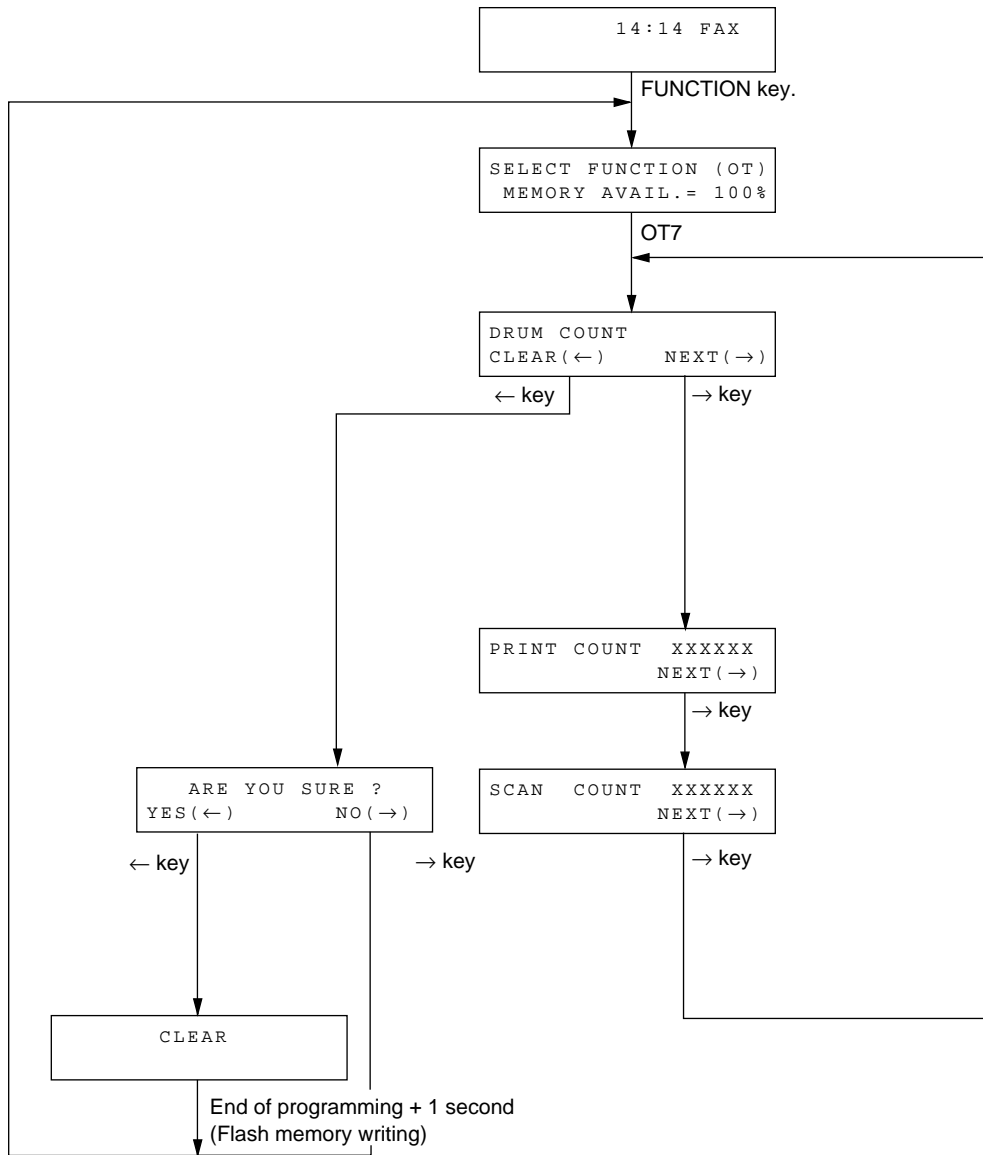 14:14 FAX
FUNCTION key.
SELECT FUNCTION (OT)
MEMORY AVAIL.= 100%
OT7
DRUM COUNT
CLEAR(←) NEXT(→)
← key → key
PRINT COUNT XXXXXX
NEXT(→)
→ key
ARE YOU SURE ?
YES(←) NO(→)
SCAN COUNT XXXXXX
NEXT(→)
← key → key → key
CLEAR
End of programming + 1 second
(Flash memory writing)